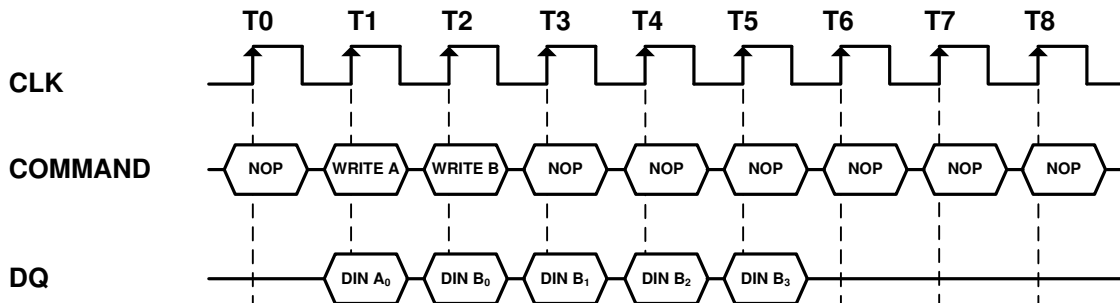 T0 T1 T2 T3 T4 T5 T6 T7 T8
CLK
COMMAND NOP WRITE A WRITE B NOP NOP NOP NOP NOP NOP
DQ DIN A₀ DIN B₀ DIN B₁ DIN B₂ DIN B₃